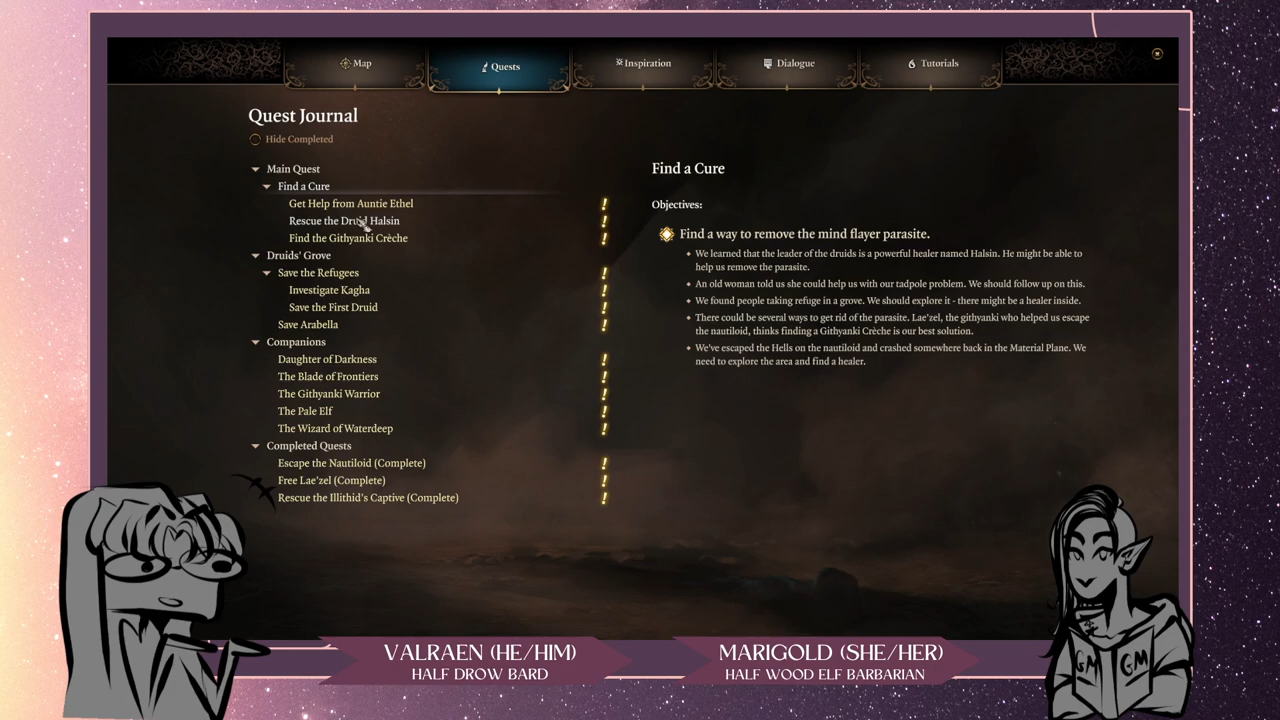 Map
Quests
Inspiration
Dialogue
Tutorials
Quest Journal
Hide Completed
Main Quest
Find a Cure
Get Help from Auntie Ethel
Rescue the Druid Halsin
Find the Githyanki Crèche
Druids' Grove
Save the Refugees
Investigate Kagha
Save the First Druid
Save Arabella
Companions
Daughter of Darkness
The Blade of Frontiers
The Githyanki Warrior
The Pale Elf
The Wizard of Waterdeep
Completed Quests
Escape the Nautiloid (Complete)
Free Lae'zel (Complete)
Rescue the Illithid's Captive (Complete)
Find a Cure
Objectives:
Find a way to remove the mind flayer parasite.
We learned that the leader of the druids is a powerful healer named Halsin. He might be able to
help us remove the parasite.
An old woman told us she could help us with our tadpole problem. We should follow up on this.
We found people taking refuge in a grove. We should explore it - there might be a healer inside.
There could be several ways to get rid of the parasite. Lae'zel, the githyanki who helped us escape
the nautiloid, thinks finding a Githyanki Crèche is our best solution.
We've escaped the Hells on the nautiloid and crashed somewhere back in the Material Plane. We
need to explore the area and find a healer.
VALRAEN (HE/HIM)
HALF DROW BARD
MARIGOLD (SHE/HER)
HALF WOOD ELF BARBARIAN
GM GM